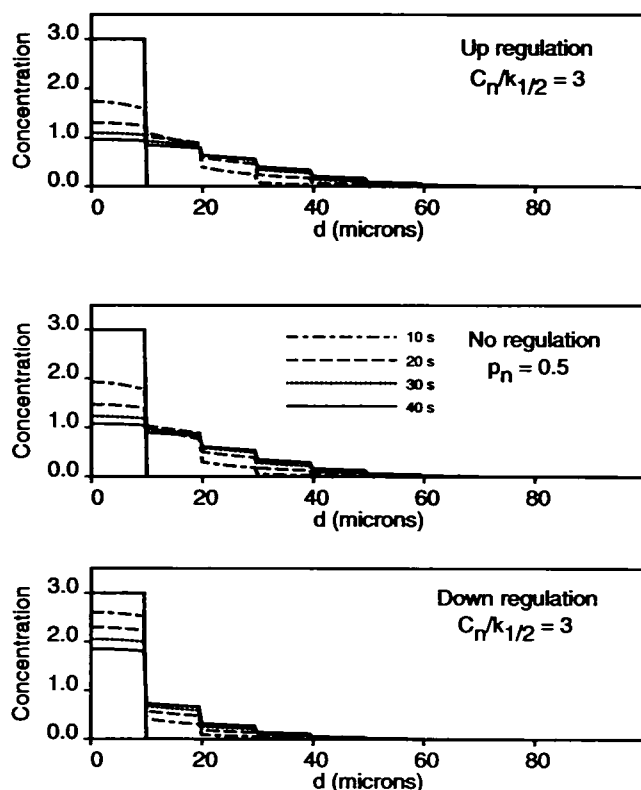 Up regulation
Cn/k1/2 = 3
Concentration
3.0
2.0
1.0
0.0
0 20 40 60 80
d (microns)
No regulation
pn = 0.5
10 s
20 s
30 s
40 s
Concentration
3.0
2.0
1.0
0.0
0 20 40 60 80
d (microns)
Down regulation
Cn/k1/2 = 3
Concentration
3.0
2.0
1.0
0.0
0 20 40 60 80
d (microns)